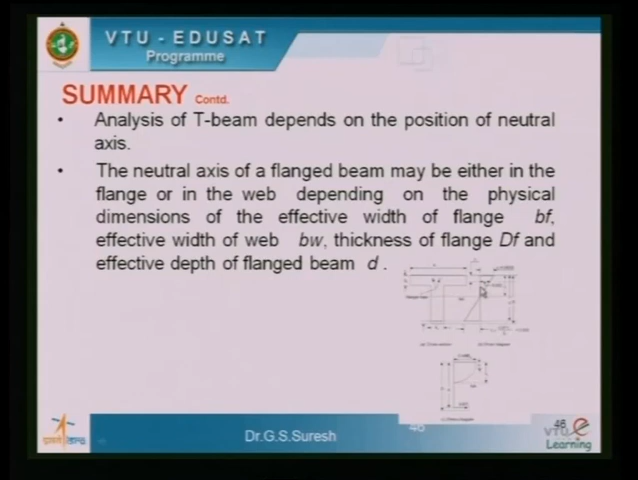 VTU - EDUSAT
Programme
SUMMARY Contd.
• Analysis of T-beam depends on the position of neutral
axis.
• The neutral axis of a flanged beam may be either in the
flange or in the web depending on the physical
dimensions of the effective width of flange bf,
effective width of web bw, thickness of flange Df and
effective depth of flanged beam d .
Dr.G.S.Suresh
46
46
VTU e
Learning